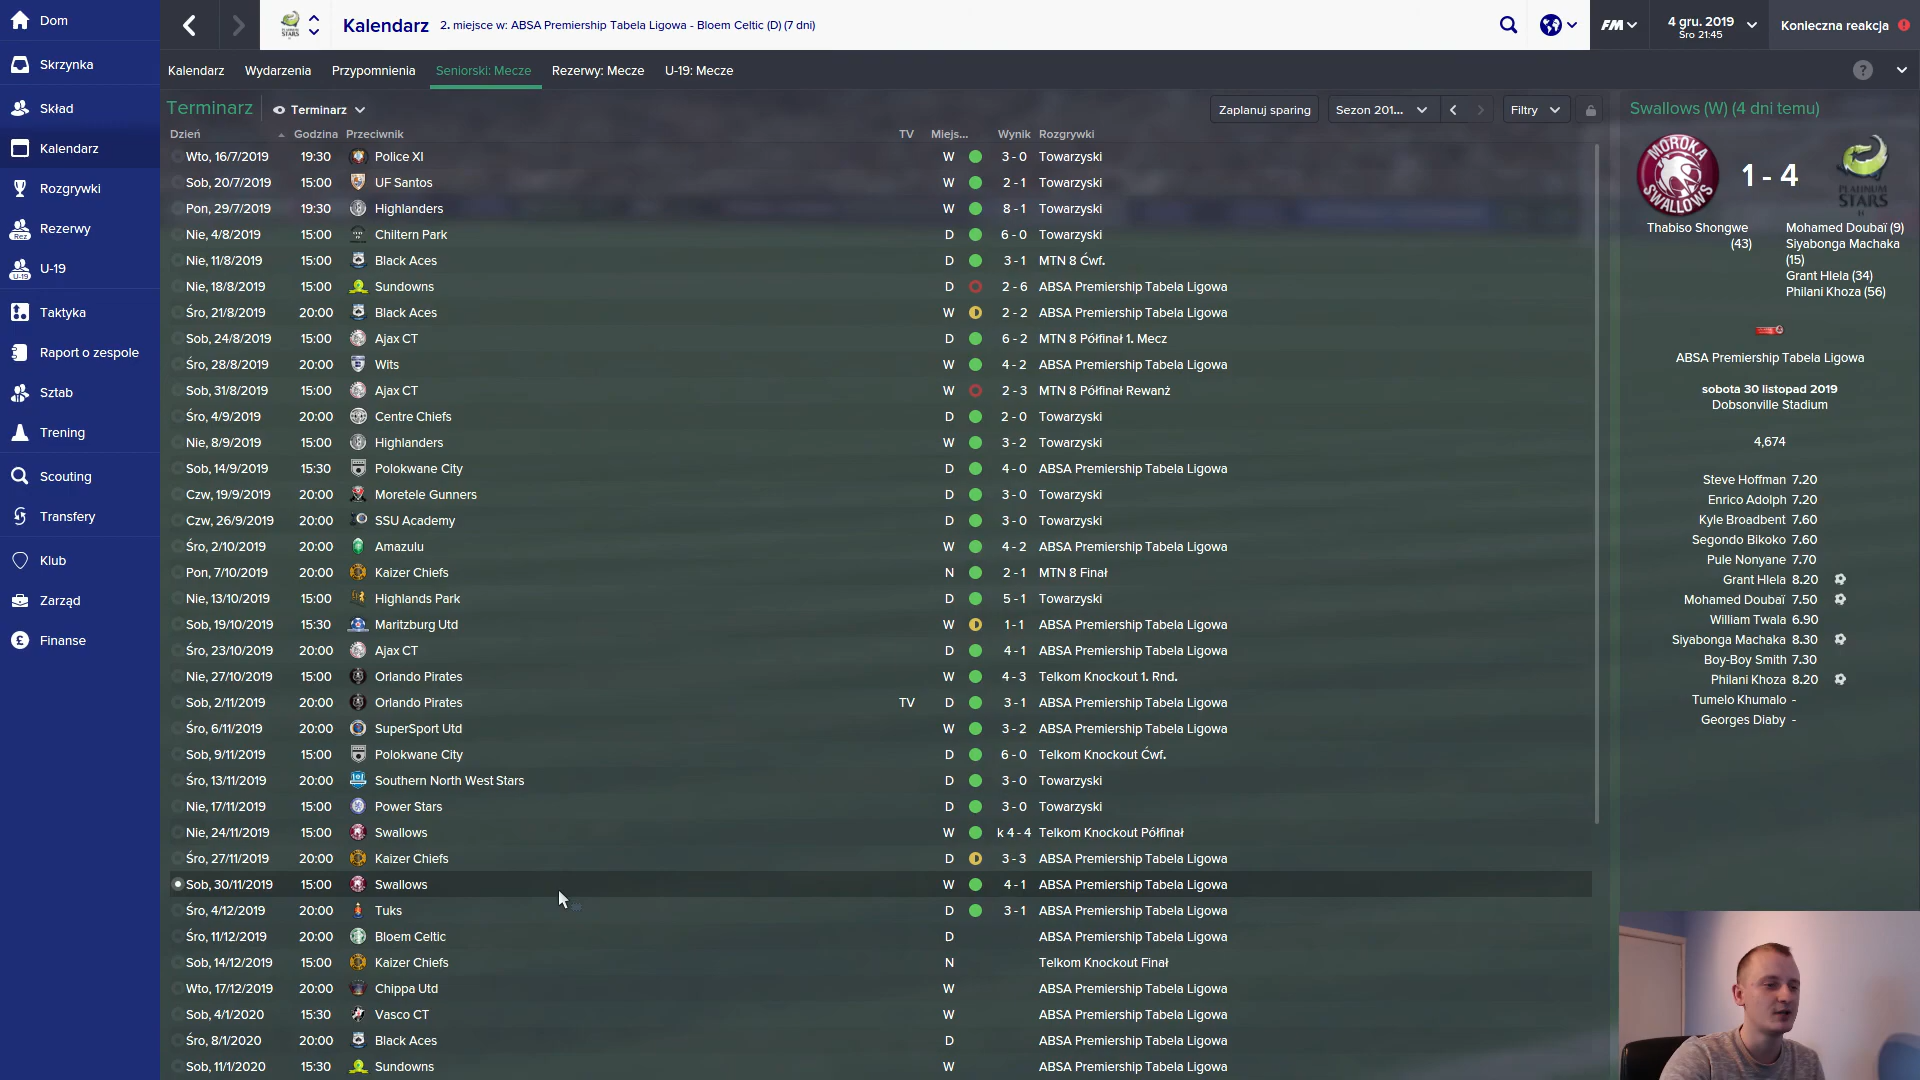 Dom
Skrzynka
Skład
Kalendarz
Rozgrywki
Rezerwy
U-19
Taktyka
Raport o zespole
Sztab
Trening
Scouting
Transfery
Klub
Zarząd
Finanse
Kalendarz 2. miejsce w: ABSA Premiership Tabela Ligowa - Bloem Celtic (D) (7 dni)
FM
4 gru. 2019
Śro 21:45
Konieczna reakcja
Kalendarz Wydarzenia Przypomnienia Seniorski: Mecze Rezerwy: Mecze U-19: Mecze
Terminarz Terminarz Zaplanuj sparing Sezon 201... Filtry
Dzień Godzina Przeciwnik TV Miejs... Wynik Rozgrywki
Wto, 16/7/2019 19:30 Police XI W 3 - 0 Towarzyski
Sob, 20/7/2019 15:00 UF Santos W 2 - 1 Towarzyski
Pon, 29/7/2019 19:30 Highlanders W 8 - 1 Towarzyski
Nie, 4/8/2019 15:00 Chiltern Park D 6 - 0 Towarzyski
Nie, 11/8/2019 15:00 Black Aces D 3 - 1 MTN 8 Ćwf.
Nie, 18/8/2019 15:00 Sundowns D 2 - 6 ABSA Premiership Tabela Ligowa
Śro, 21/8/2019 20:00 Black Aces W 2 - 2 ABSA Premiership Tabela Ligowa
Sob, 24/8/2019 15:00 Ajax CT D 6 - 2 MTN 8 Półfinał 1. Mecz
Śro, 28/8/2019 20:00 Wits W 4 - 2 ABSA Premiership Tabela Ligowa
Sob, 31/8/2019 15:00 Ajax CT W 2 - 3 MTN 8 Półfinał Rewanż
Śro, 4/9/2019 20:00 Centre Chiefs D 2 - 0 Towarzyski
Nie, 8/9/2019 15:00 Highlanders W 3 - 2 Towarzyski
Sob, 14/9/2019 15:30 Polokwane City D 4 - 0 ABSA Premiership Tabela Ligowa
Czw, 19/9/2019 20:00 Moretele Gunners D 3 - 0 Towarzyski
Czw, 26/9/2019 20:00 SSU Academy D 3 - 0 Towarzyski
Śro, 2/10/2019 20:00 Amazulu W 4 - 2 ABSA Premiership Tabela Ligowa
Pon, 7/10/2019 20:00 Kaizer Chiefs N 2 - 1 MTN 8 Finał
Nie, 13/10/2019 15:00 Highlands Park D 5 - 1 Towarzyski
Sob, 19/10/2019 15:30 Maritzburg Utd W 1 - 1 ABSA Premiership Tabela Ligowa
Śro, 23/10/2019 20:00 Ajax CT D 4 - 1 ABSA Premiership Tabela Ligowa
Nie, 27/10/2019 15:00 Orlando Pirates W 4 - 3 Telkom Knockout 1. Rnd.
Sob, 2/11/2019 20:00 Orlando Pirates TV D 3 - 1 ABSA Premiership Tabela Ligowa
Śro, 6/11/2019 20:00 SuperSport Utd W 3 - 2 ABSA Premiership Tabela Ligowa
Sob, 9/11/2019 15:00 Polokwane City D 6 - 0 Telkom Knockout Ćwf.
Śro, 13/11/2019 20:00 Southern North West Stars D 3 - 0 Towarzyski
Nie, 17/11/2019 15:00 Power Stars D 3 - 0 Towarzyski
Nie, 24/11/2019 15:00 Swallows W k 4 - 4 Telkom Knockout Półfinał
Śro, 27/11/2019 20:00 Kaizer Chiefs D 3 - 3 ABSA Premiership Tabela Ligowa
Sob, 30/11/2019 15:00 Swallows W 4 - 1 ABSA Premiership Tabela Ligowa
Śro, 4/12/2019 20:00 Tuks D 3 - 1 ABSA Premiership Tabela Ligowa
Śro, 11/12/2019 20:00 Bloem Celtic D ABSA Premiership Tabela Ligowa
Sob, 14/12/2019 15:00 Kaizer Chiefs N Telkom Knockout Finał
Wto, 17/12/2019 20:00 Chippa Utd W ABSA Premiership Tabela Ligowa
Sob, 4/1/2020 15:30 Vasco CT W ABSA Premiership Tabela Ligowa
Śro, 8/1/2020 20:00 Black Aces D ABSA Premiership Tabela Ligowa
Sob, 11/1/2020 15:30 Sundowns W ABSA Premiership Tabela Ligowa
Swallows (W) (4 dni temu)
MOROKA
SWALLOWS
1 - 4
PLATINUM
STARS
Thabiso Shongwe
(43)
Mohamed Doubaï (9)
Siyabonga Machaka
(15)
Grant Hlela (34)
Philani Khoza (56)
ABSA Premiership Tabela Ligowa
sobota 30 listopad 2019
Dobsonville Stadium
4,674
Steve Hoffman 7.20
Enrico Adolph 7.20
Kyle Broadbent 7.60
Segondo Bikoko 7.60
Pule Nonyane 7.70
Grant Hlela 8.20
Mohamed Doubaï 7.50
William Twala 6.90
Siyabonga Machaka 8.30
Boy-Boy Smith 7.30
Philani Khoza 8.20
Tumelo Khumalo -
Georges Diaby -